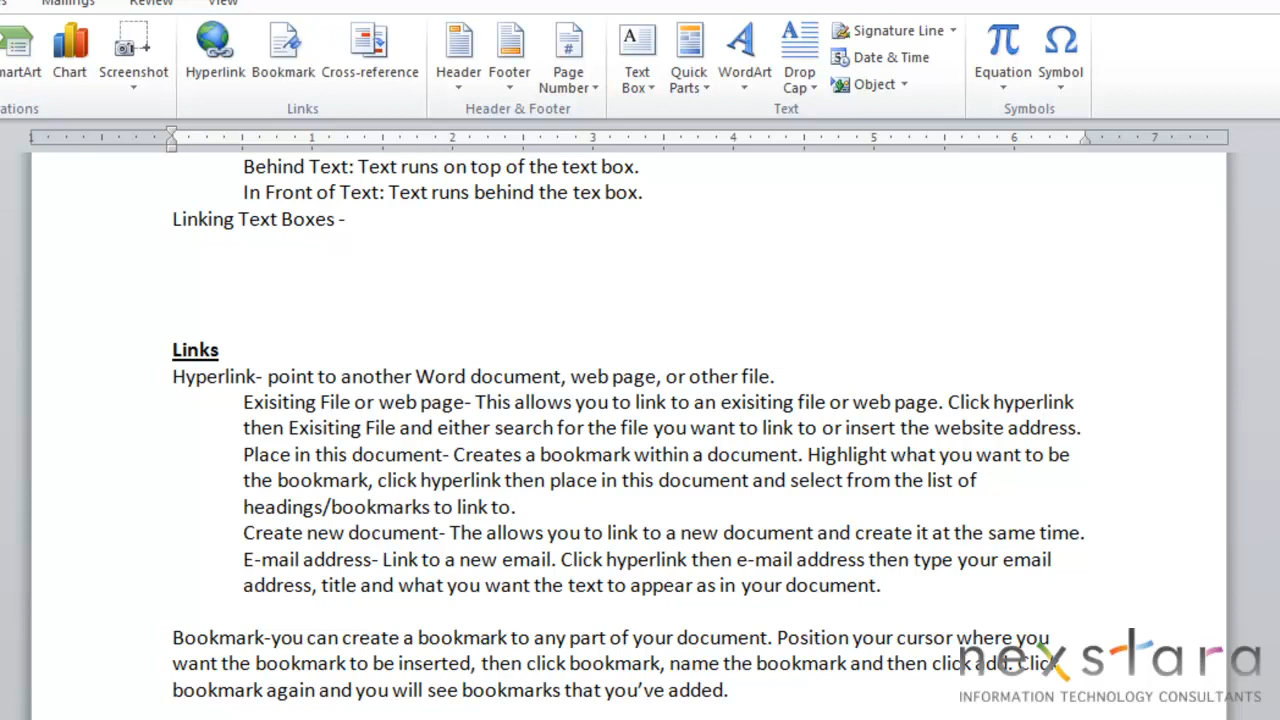 Mailings Review View
martArt Chart Screenshot Hyperlink Bookmark Cross-reference Header Footer Page Number Text Box Quick Parts WordArt Drop Cap Signature Line Date & Time Object Equation Symbol
ations Links Header & Footer Text Symbols
1 1 2 3 4 5 6 7
Behind Text: Text runs on top of the text box.
In Front of Text: Text runs behind the tex box.
Linking Text Boxes -
Links
Hyperlink- point to another Word document, web page, or other file.
Exisiting File or web page- This allows you to link to an exisiting file or web page. Click hyperlink
then Exisiting File and either search for the file you want to link to or insert the website address.
Place in this document- Creates a bookmark within a document. Highlight what you want to be
the bookmark, click hyperlink then place in this document and select from the list of
headings/bookmarks to link to.
Create new document- The allows you to link to a new document and create it at the same time.
E-mail address- Link to a new email. Click hyperlink then e-mail address then type your email
address, title and what you want the text to appear as in your document.
Bookmark-you can create a bookmark to any part of your document. Position your cursor where you
want the bookmark to be inserted, then click bookmark, name the bookmark and then click add. Click
bookmark again and you will see bookmarks that you've added.
nexstara
INFORMATION TECHNOLOGY CONSULTANTS